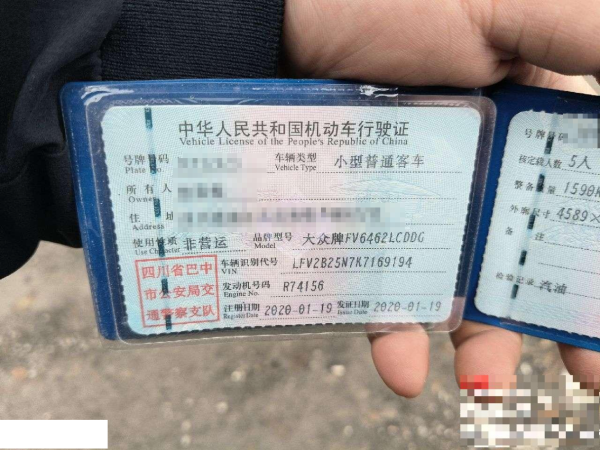 中华人民共和国机动车行驶证
Vehicle License of the People's Republic of China
号牌号码
Plate No.
车辆类型 小型普通客车
Vehicle Type
所有人
Owner
住址
Address
使用性质 非营运
Use Character
品牌型号 大众牌FV6462LCDDG
Model
四川省巴中
市公安局交
通警察支队
车辆识别代号 LFV2B25N7K7169194
VIN
发动机号码 R74156
Engine No.
注册日期 2020-01-19
Register Date
发证日期 2020-01-19
Issue Date
号牌号码
核定载人数 5人
整备质量 1590K
外廓尺寸 4589×
备注
检验记录 汽油